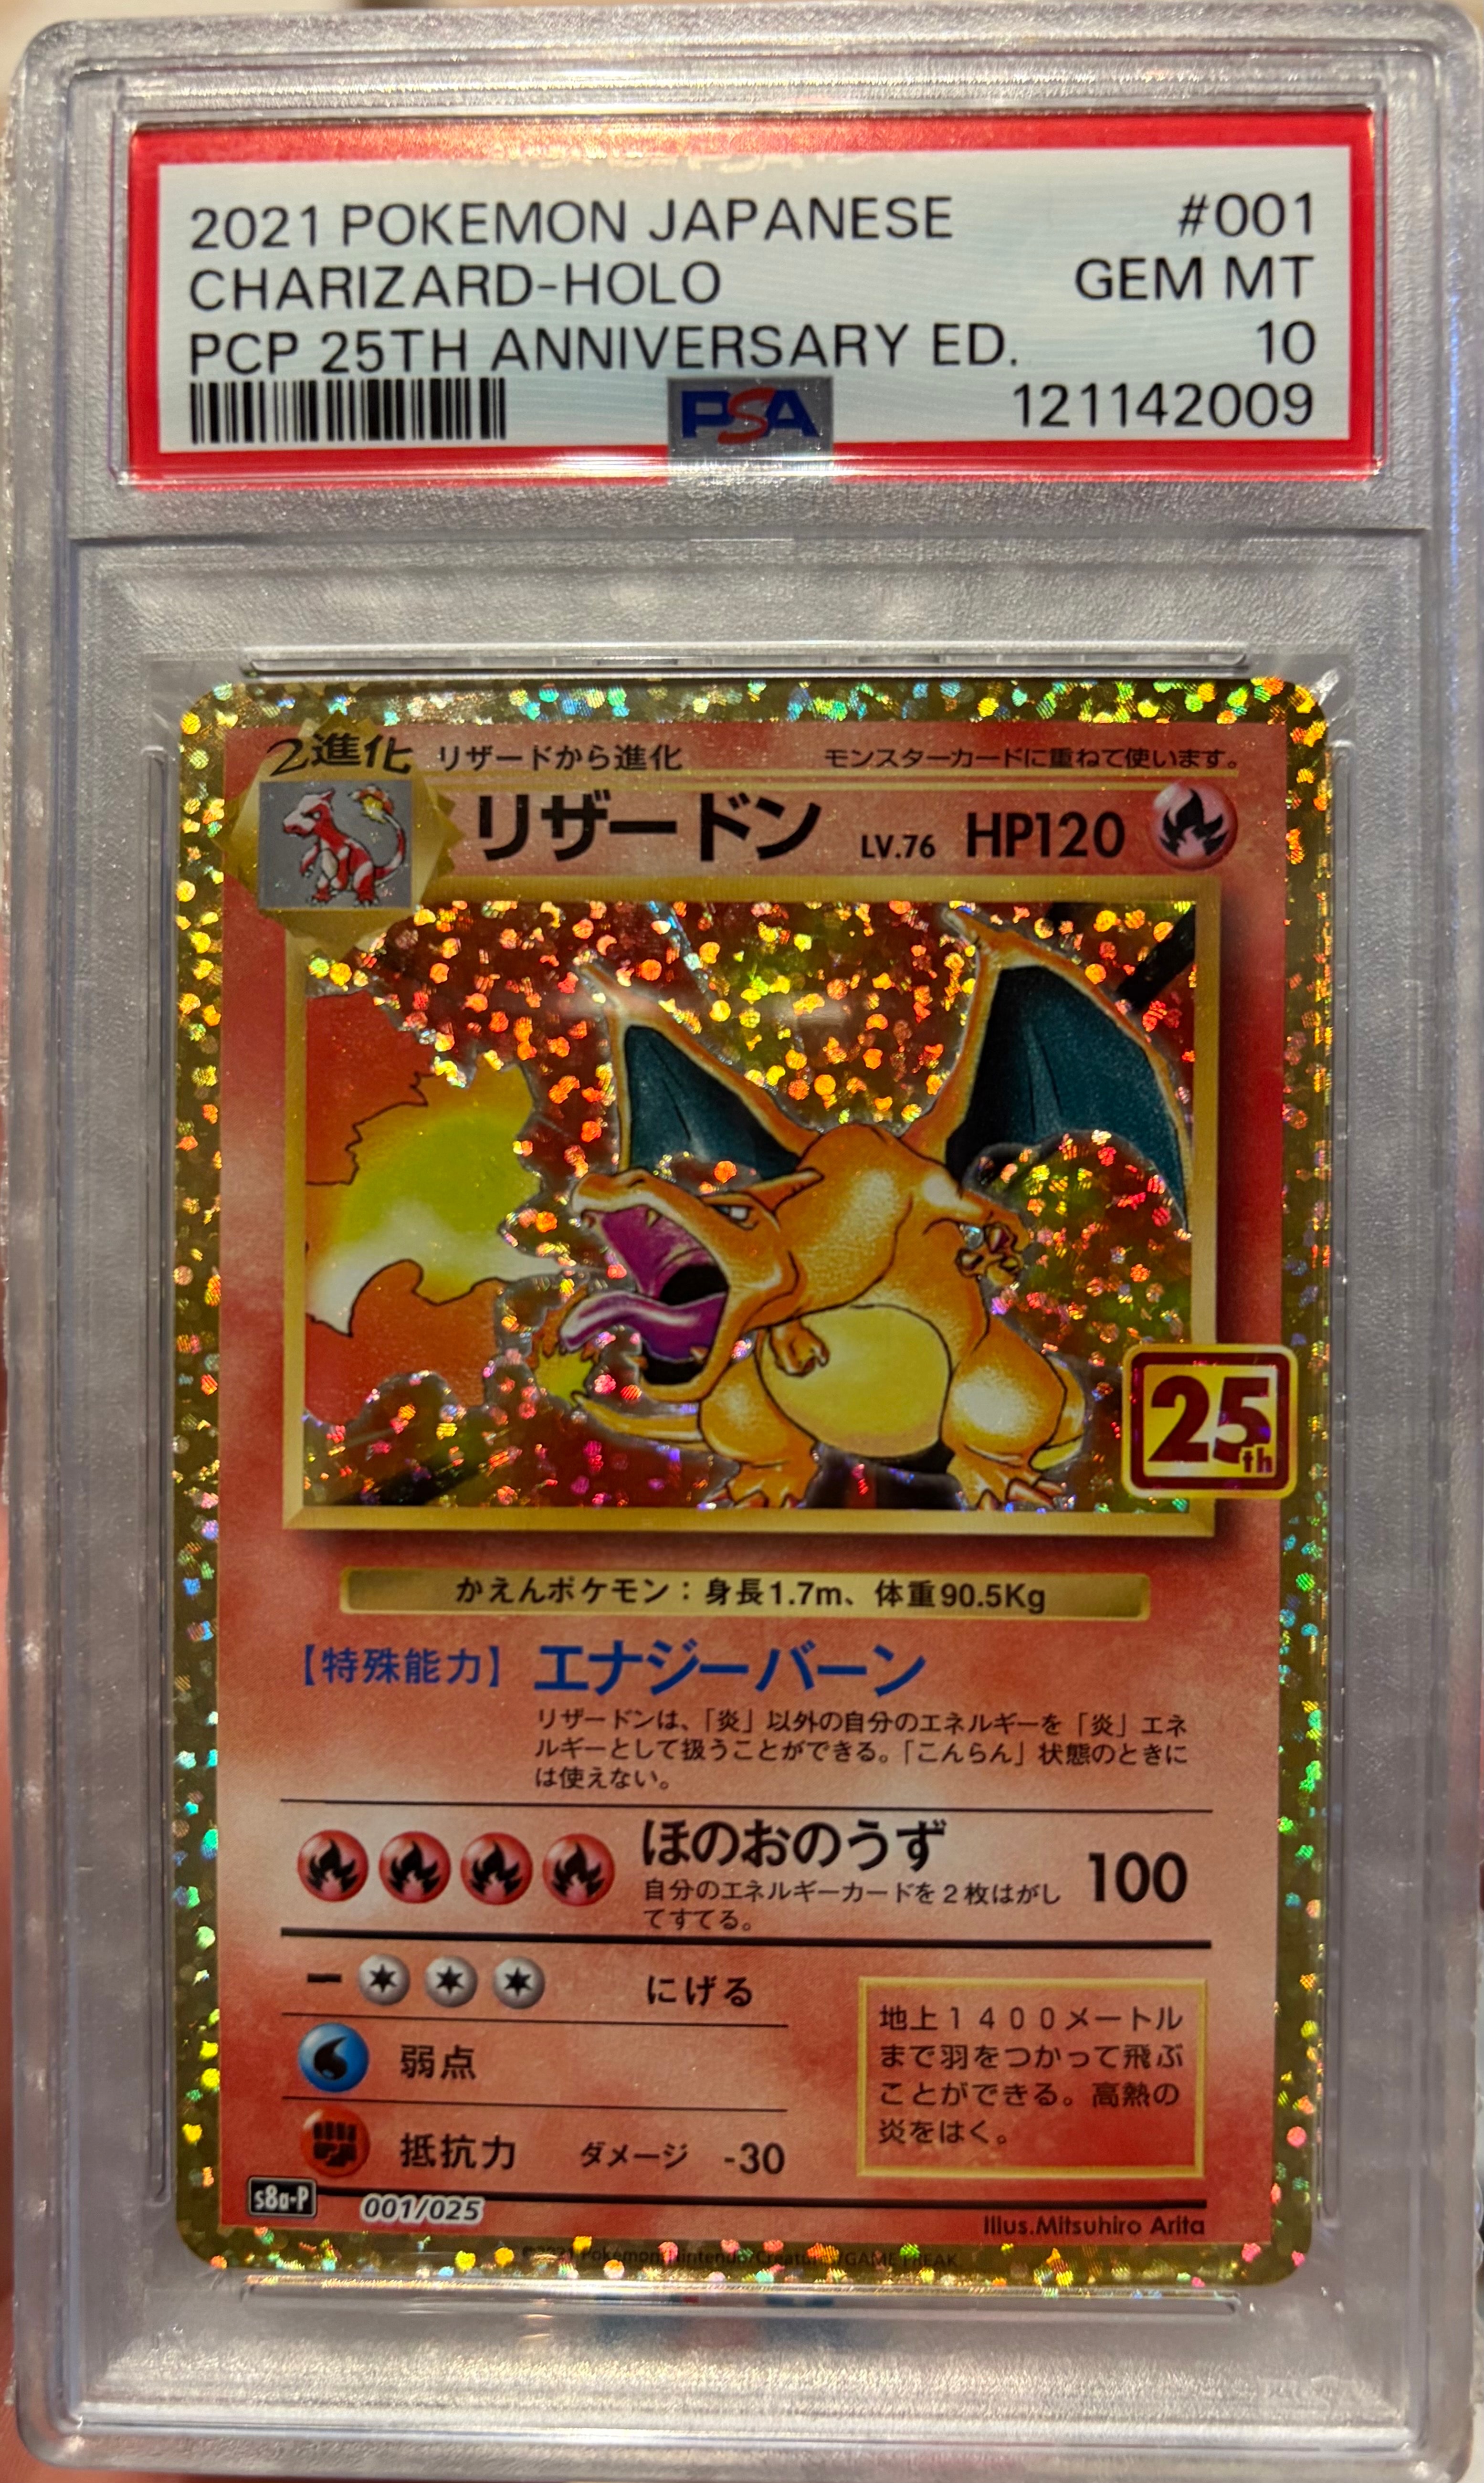 2021 POKEMON JAPANESE #001
CHARIZARD-HOLO GEM MT
PCP 25TH ANNIVERSARY ED. 10
PSA 121142009
2進化 リザードから進化 モンスターカードに重ねて使います。
リザードン LV.76 HP120
25th
かえんポケモン：身長1.7m、体重90.5Kg
【特殊能力】 エナジーバーン
リザードンは、「炎」以外の自分のエネルギーを「炎」エネ
ルギーとして扱うことができる。「こんらん」状態のときに
は使えない。
ほのおのうず 100
自分のエネルギーカードを２枚はがし
てすてる。
にげる
弱点
抵抗力 ダメージ -30
地上１４００メートル
まで羽をつかって飛ぶ
ことができる。高熱の
炎をはく。
s8a-P 001/025
Illus.Mitsuhiro Arita
©2021 Pokémon/Nintendo/Creatures/GAME FREAK